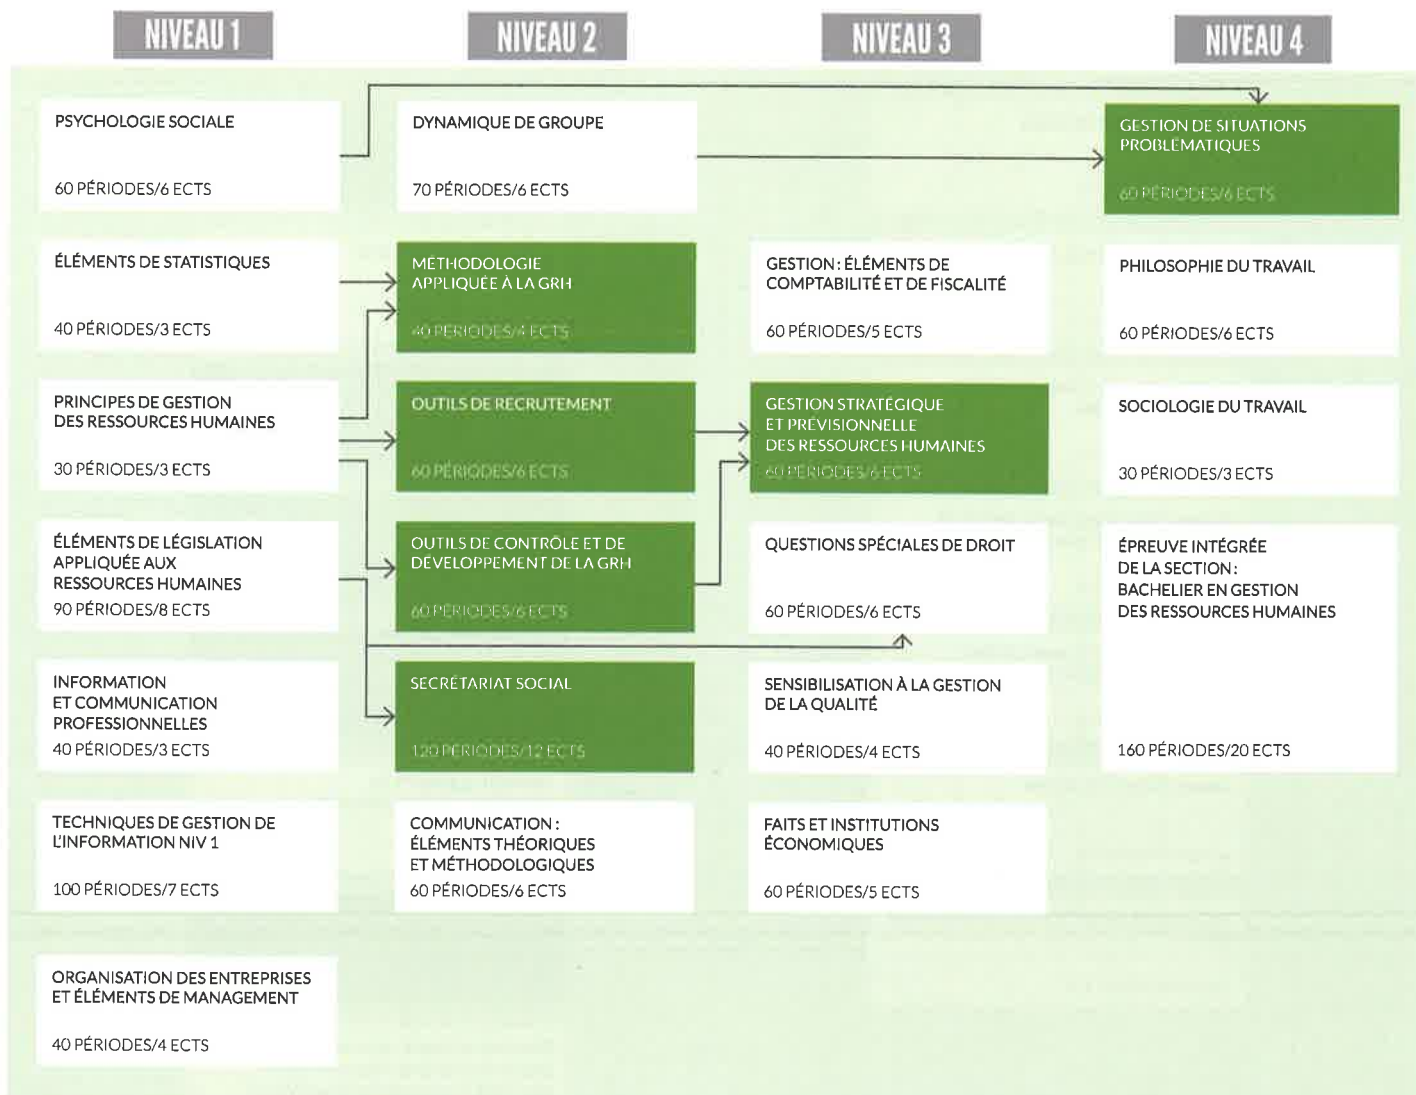 NIVEAU 1
NIVEAU 2
NIVEAU 3
NIVEAU 4
PSYCHOLOGIE SOCIALE
60 PÉRIODES/6 ECTS
DYNAMIQUE DE GROUPE
70 PÉRIODES/6 ECTS
GESTION DE SITUATIONS
PROBLÉMATIQUES
60 PÉRIODES/6 ECTS
ÉLÉMENTS DE STATISTIQUES
40 PÉRIODES/3 ECTS
MÉTHODOLOGIE
APPLIQUÉE À LA GRH
40 PÉRIODES/4 ECTS
GESTION : ÉLÉMENTS DE
COMPTABILITÉ ET DE FISCALITÉ
60 PÉRIODES/5 ECTS
PHILOSOPHIE DU TRAVAIL
60 PÉRIODES/6 ECTS
PRINCIPES DE GESTION
DES RESSOURCES HUMAINES
30 PÉRIODES/3 ECTS
OUTILS DE RECRUTEMENT
60 PÉRIODES/6 ECTS
GESTION STRATÉGIQUE
ET PRÉVISIONNELLE
DES RESSOURCES HUMAINES
60 PÉRIODES/6 ECTS
SOCIOLOGIE DU TRAVAIL
30 PÉRIODES/3 ECTS
ÉLÉMENTS DE LÉGISLATION
APPLIQUÉE AUX
RESSOURCES HUMAINES
90 PÉRIODES/8 ECTS
OUTILS DE CONTRÔLE ET DE
DÉVELOPPEMENT DE LA GRH
60 PÉRIODES/6 ECTS
QUESTIONS SPÉCIALES DE DROIT
60 PÉRIODES/6 ECTS
ÉPREUVE INTÉGRÉE
DE LA SECTION :
BACHELIER EN GESTION
DES RESSOURCES HUMAINES
160 PÉRIODES/20 ECTS
INFORMATION
ET COMMUNICATION
PROFESSIONNELLES
40 PÉRIODES/3 ECTS
SECRÉTARIAT SOCIAL
120 PÉRIODES/12 ECTS
SENSIBILISATION À LA GESTION
DE LA QUALITÉ
40 PÉRIODES/4 ECTS
TECHNIQUES DE GESTION DE
L'INFORMATION NIV 1
100 PÉRIODES/7 ECTS
COMMUNICATION :
ÉLÉMENTS THÉORIQUES
ET MÉTHODOLOGIQUES
60 PÉRIODES/6 ECTS
FAITS ET INSTITUTIONS
ÉCONOMIQUES
60 PÉRIODES/5 ECTS
ORGANISATION DES ENTREPRISES
ET ÉLÉMENTS DE MANAGEMENT
40 PÉRIODES/4 ECTS